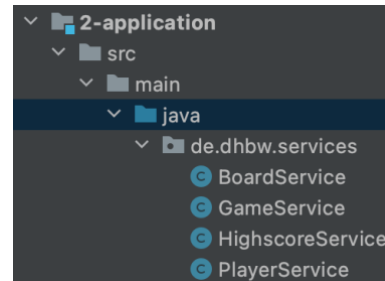 2-application
src
main
java
de.dhbw.services
BoardService
GameService
HighscoreService
PlayerService